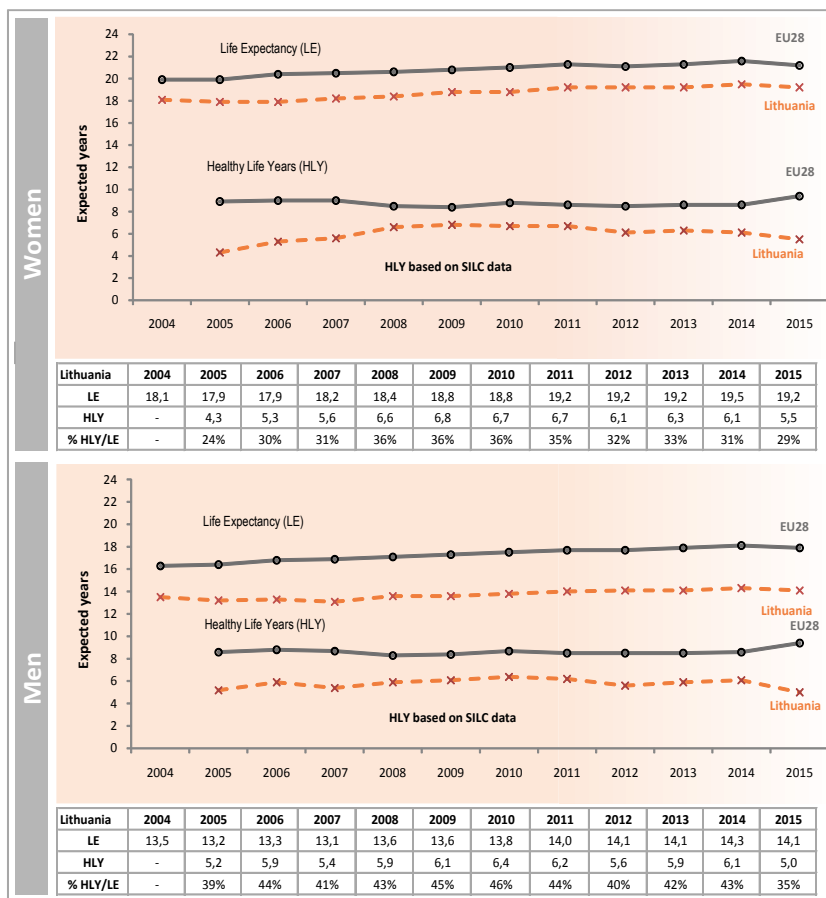 Women
Expected years
24
22
20
18
16
14
12
10
8
6
4
2
0
Life Expectancy (LE)
EU28
Lithuania
Healthy Life Years (HLY)
EU28
Lithuania
HLY based on SILC data
2004 2005 2006 2007 2008 2009 2010 2011 2012 2013 2014 2015
Lithuania 2004 2005 2006 2007 2008 2009 2010 2011 2012 2013 2014 2015
LE 18,1 17,9 17,9 18,2 18,4 18,8 18,8 19,2 19,2 19,2 19,5 19,2
HLY - 4,3 5,3 5,6 6,6 6,8 6,7 6,7 6,1 6,3 6,1 5,5
% HLY/LE - 24% 30% 31% 36% 36% 36% 35% 32% 33% 31% 29%
Men
Expected years
24
22
20
18
16
14
12
10
8
6
4
2
0
Life Expectancy (LE)
EU28
Lithuania
Healthy Life Years (HLY)
EU28
Lithuania
HLY based on SILC data
2004 2005 2006 2007 2008 2009 2010 2011 2012 2013 2014 2015
Lithuania 2004 2005 2006 2007 2008 2009 2010 2011 2012 2013 2014 2015
LE 13,5 13,2 13,3 13,1 13,6 13,6 13,8 14,0 14,1 14,1 14,3 14,1
HLY - 5,2 5,9 5,4 5,9 6,1 6,4 6,2 5,6 5,9 6,1 5,0
% HLY/LE - 39% 44% 41% 43% 45% 46% 44% 40% 42% 43% 35%